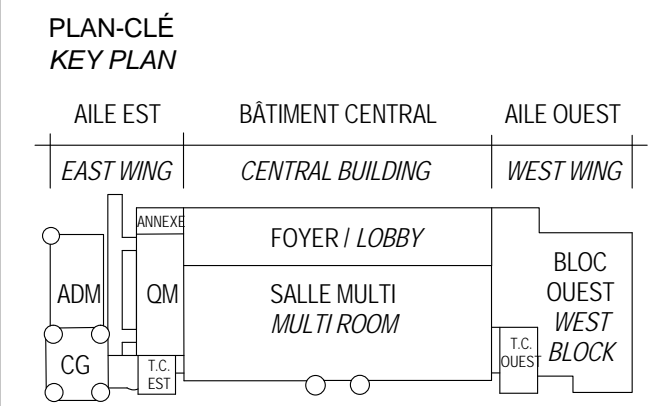 PLAN-CLÉ
KEY PLAN
AILE EST
BÂTIMENT CENTRAL
AILE OUEST
EAST WING
CENTRAL BUILDING
WEST WING
ANNEXE
FOYER / LOBBY
ADM
QM
SALLE MULTI
MULTI ROOM
BLOC
OUEST
WEST
BLOCK
CG
T.C.
EST
T.C.
OUEST